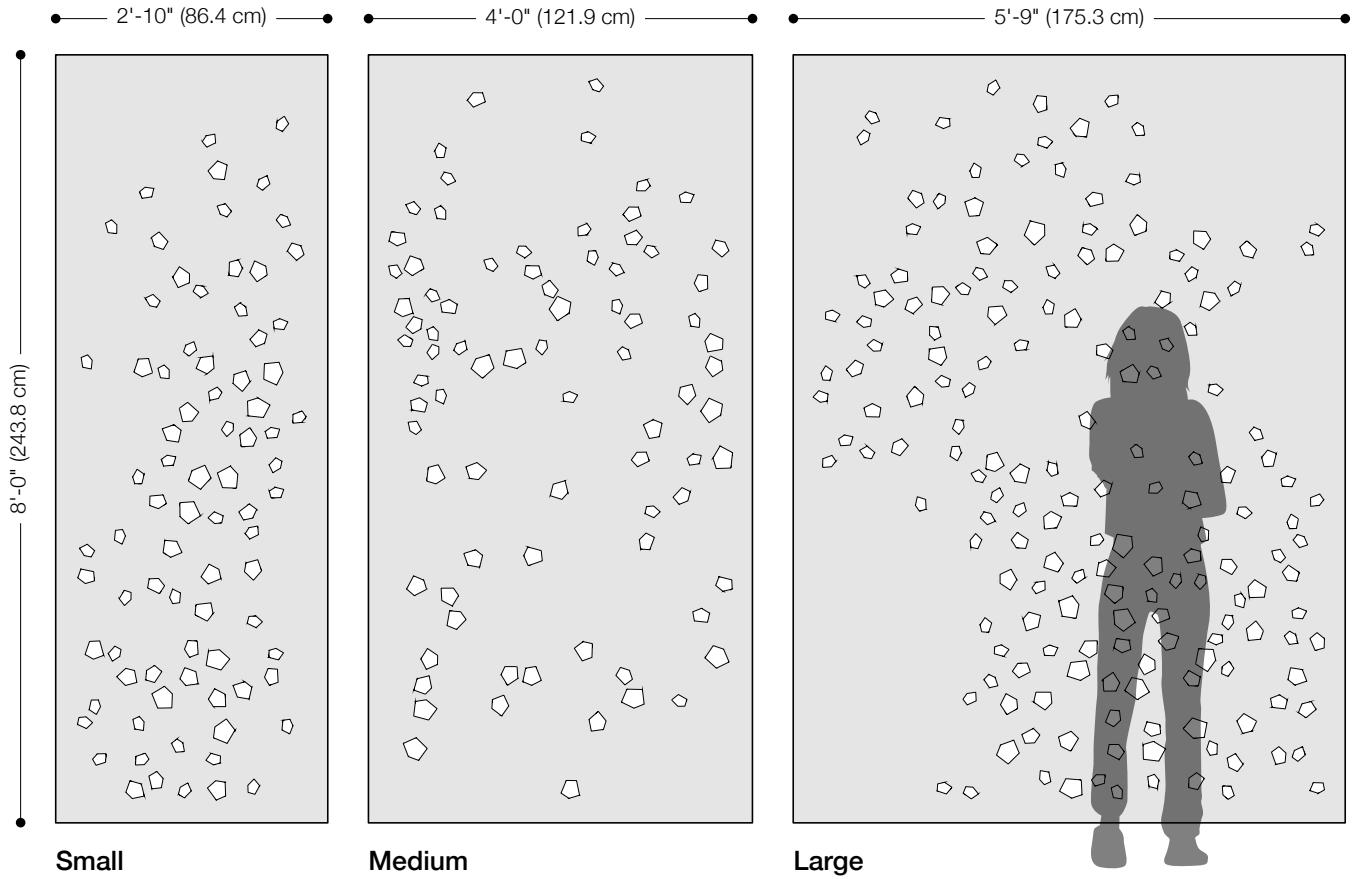 2'-10" (86.4 cm)
4'-0" (121.9 cm)
5'-9" (175.3 cm)
8'-0" (243.8 cm)
Small
Medium
Large